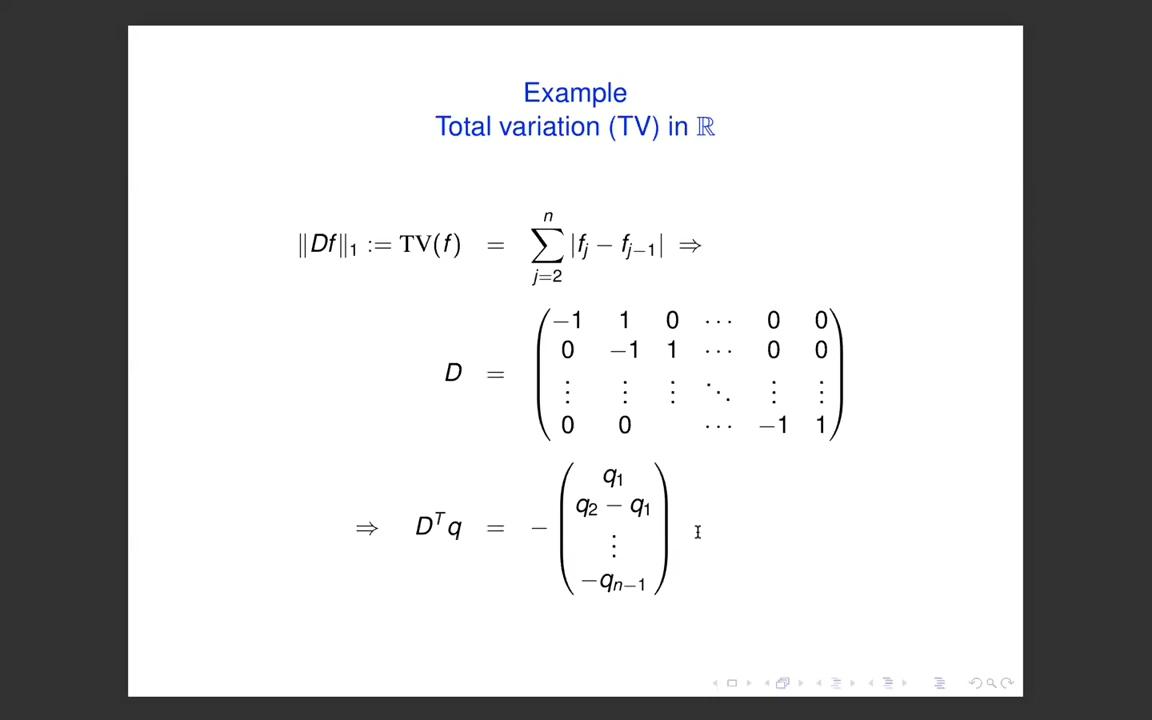 Example
Total variation (TV) in ℝ
‖Df‖₁ := TV(f) = ∑_{j=2}^{n} |f_j − f_{j−1}| ⇒
D = ( −1 1 0 ⋯ 0 0
0 −1 1 ⋯ 0 0
⋮ ⋮ ⋮ ⋱ ⋮ ⋮
0 0 ⋯ −1 1 )
⇒ Dᵀq = − ( q₁
q₂ − q₁
⋮
−q_{n−1} )